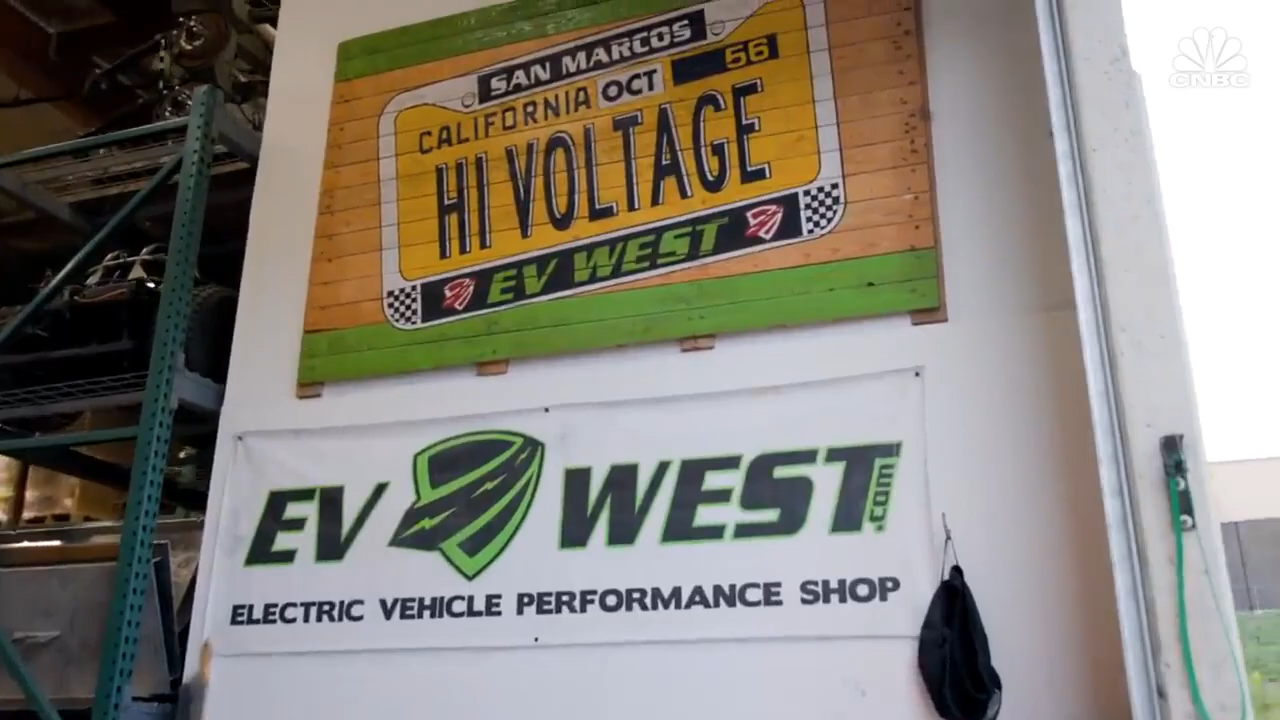 SAN MARCOS
CALIFORNIA OCT 56
HI VOLTAGE
EV WEST
EV WEST.com
ELECTRIC VEHICLE PERFORMANCE SHOP
CNBC